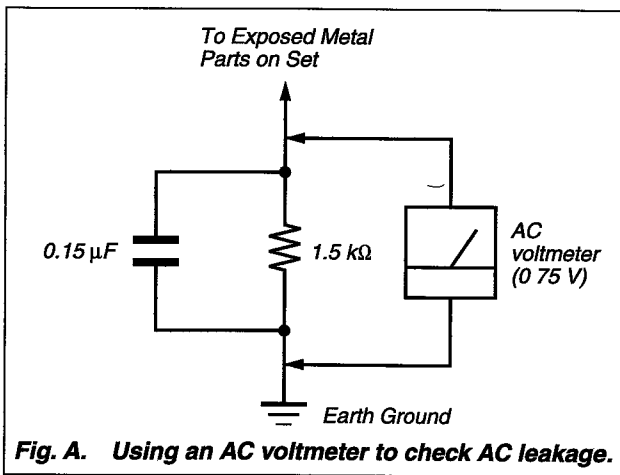 To Exposed Metal
Parts on Set
0.15 μF
1.5 kΩ
AC
voltmeter
(0 75 V)
Earth Ground
Fig. A. Using an AC voltmeter to check AC leakage.